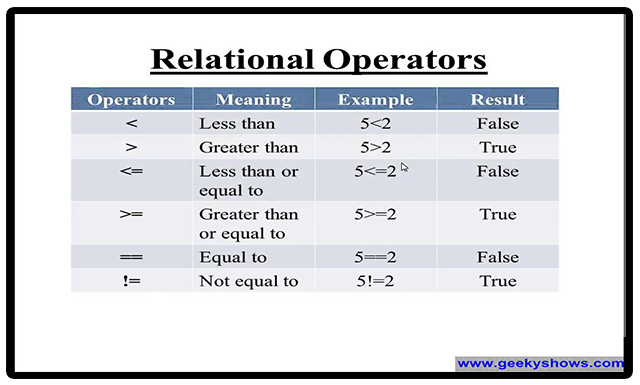 Relational Operators
Operators Meaning Example Result
< Less than 5<2 False
> Greater than 5>2 True
<= Less than or 5<=2 False
equal to
>= Greater than 5>=2 True
or equal to
== Equal to 5==2 False
!= Not equal to 5!=2 True
www.geekyshows.com